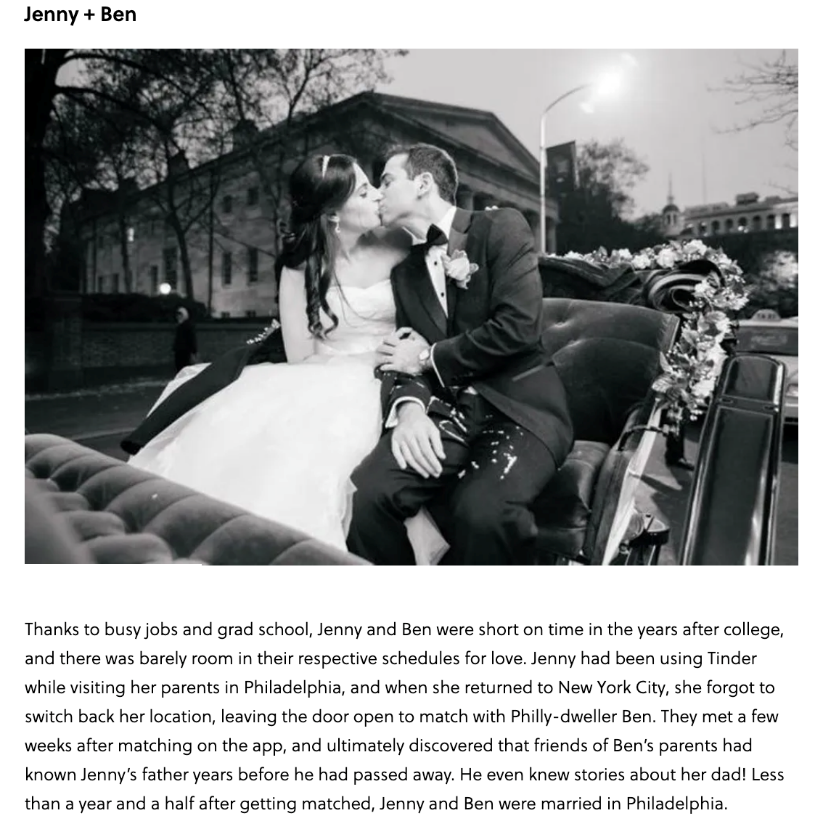 Jenny + Ben
Thanks to busy jobs and grad school, Jenny and Ben were short on time in the years after college,
and there was barely room in their respective schedules for love. Jenny had been using Tinder
while visiting her parents in Philadelphia, and when she returned to New York City, she forgot to
switch back her location, leaving the door open to match with Philly-dweller Ben. They met a few
weeks after matching on the app, and ultimately discovered that friends of Ben’s parents had
known Jenny’s father years before he had passed away. He even knew stories about her dad! Less
than a year and a half after getting matched, Jenny and Ben were married in Philadelphia.